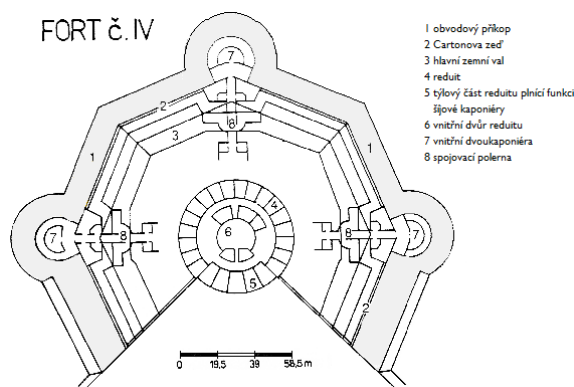 FORT č. IV
1 obvodový příkop
2 Cartonova zeď
3 hlavní zemní val
4 reduit
5 týlový část reduitu plnící funkci
šíjové kaponiéry
6 vnitřní dvůr reduitu
7 vnitřní dvoukaponiéra
8 spojovací polerna
7
2
8
3
1
1
4
7
8
6
8
7
5
2
0 19,5 39 58,5 m